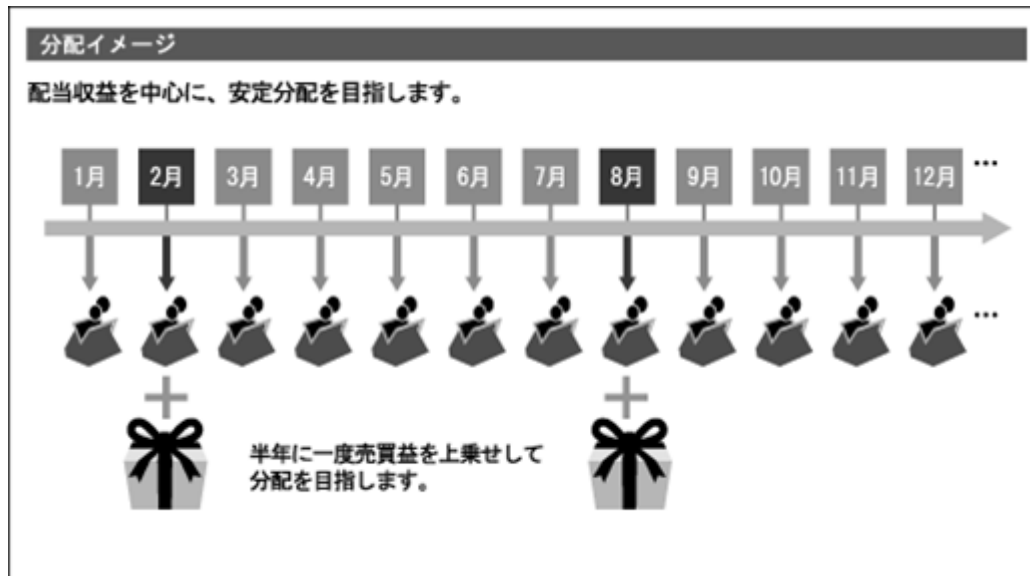 分配イメージ
配当収益を中心に、安定分配を目指します。
1月 2月 3月 4月 5月 6月 7月 8月 9月 10月 11月 12月 …
…
半年に一度売買益を上乗せして
分配を目指します。